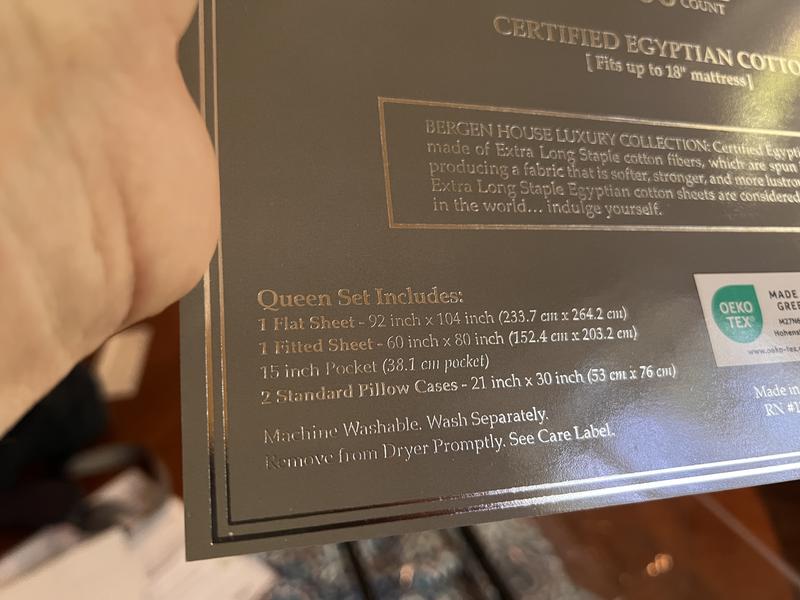 COUNT
CERTIFIED EGYPTIAN COTTO
[ Fits up to 18" mattress]
BERGEN HOUSE LUXURY COLLECTION: Certified Egypti
made of Extra Long Staple cotton fibers, which are spun
producing a fabric that is softer, stronger, and more lustrou
Extra Long Staple Egyptian cotton sheets are considered
in the world... indulge yourself.
Queen Set Includes:
1 Flat Sheet - 92 inch x 104 inch (233.7 cm x 264.2 cm)
1 Fitted Sheet - 60 inch x 80 inch (152.4 cm x 203.2 cm)
15 inch Pocket (38.1 cm pocket)
2 Standard Pillow Cases - 21 inch x 30 inch (53 cm x 76 cm)
Machine Washable. Wash Separately.
Remove from Dryer Promptly. See Care Label.
OEKO
TEX
MADE
GREE
M27N6
Hohens
www.oeko-tex.
Made in
RN #1